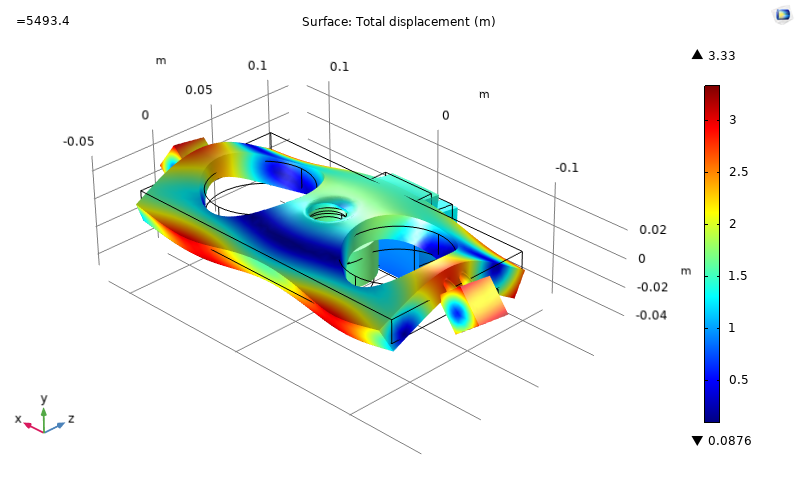 =5493.4
Surface: Total displacement (m)
m
0.1
0.1
m
0.05
0
0
-0.05
-0.1
0.02
0
m
-0.02
-0.04
▲ 3.33
3
2.5
2
1.5
1
0.5
▼ 0.0876
y
x
z